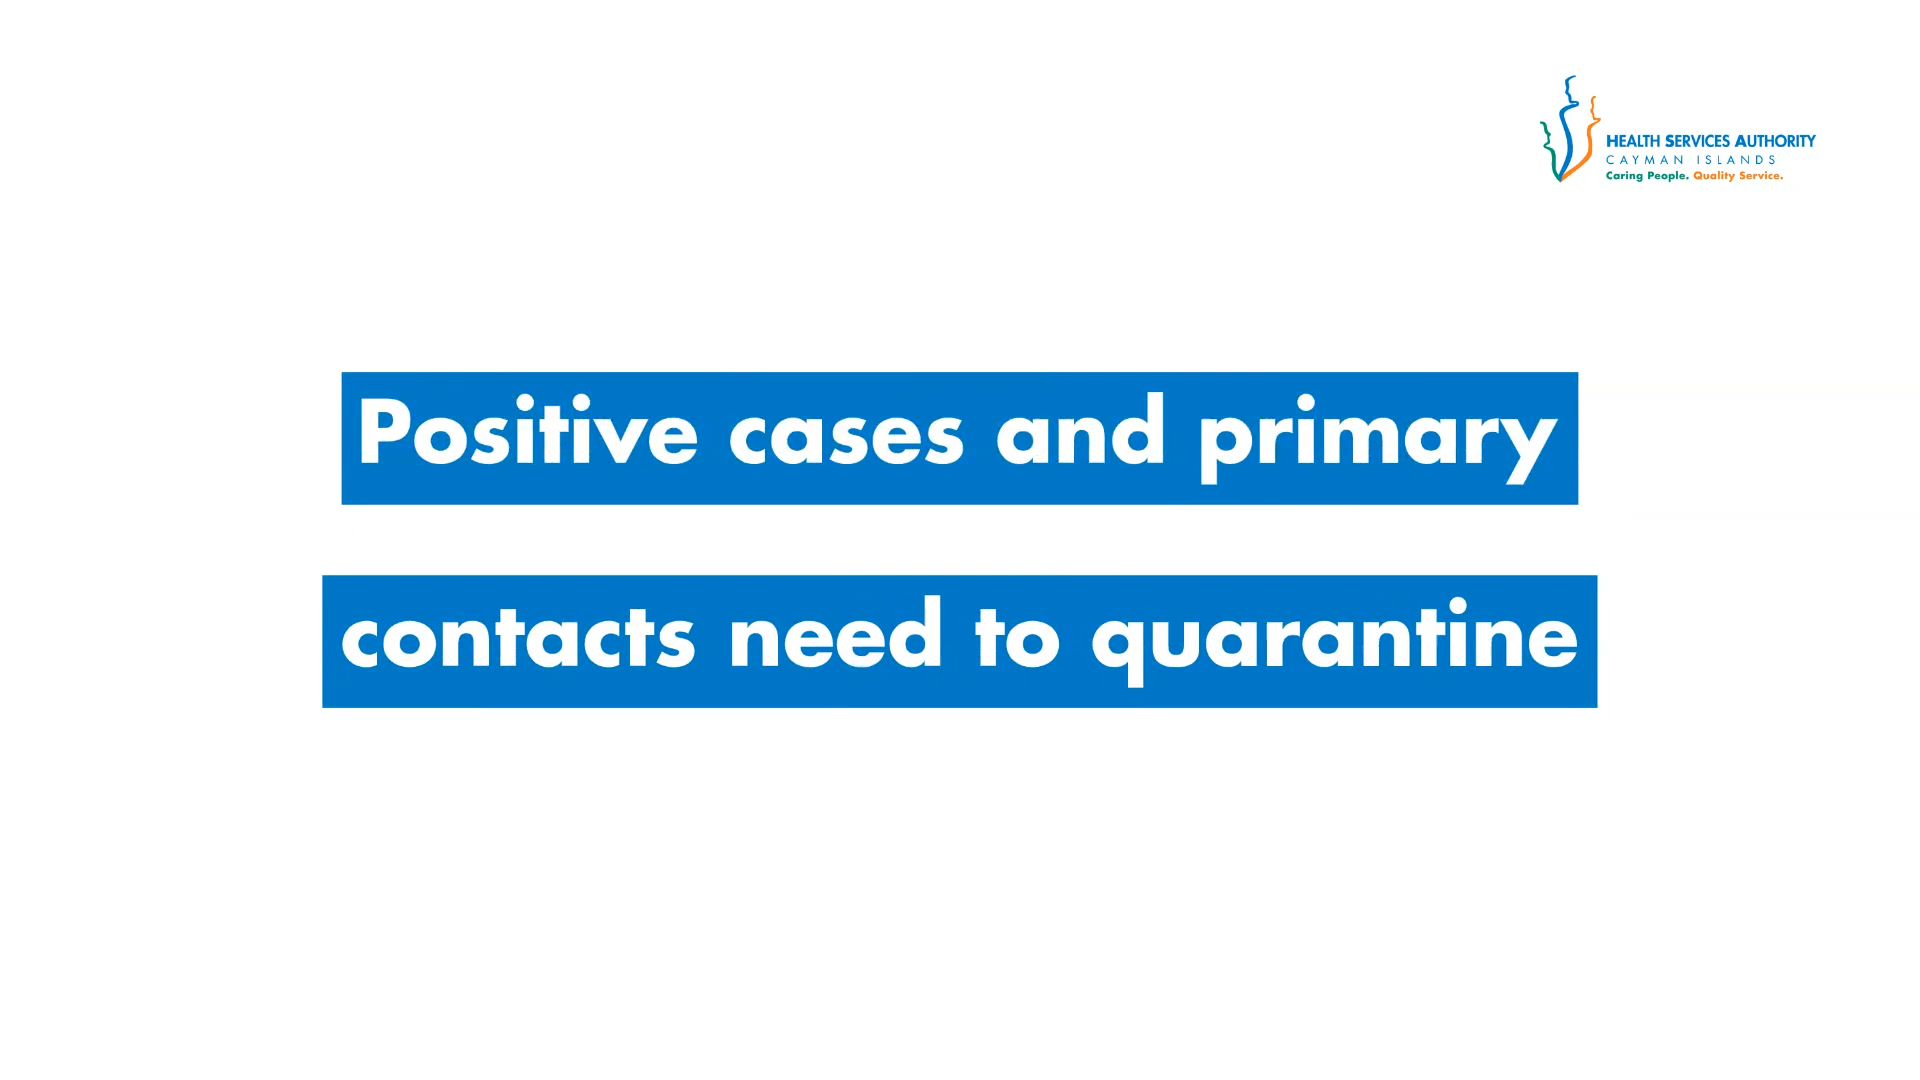 HEALTH SERVICES AUTHORITY
CAYMAN ISLANDS
Caring People. Quality Service.
Positive cases and primary
contacts need to quarantine